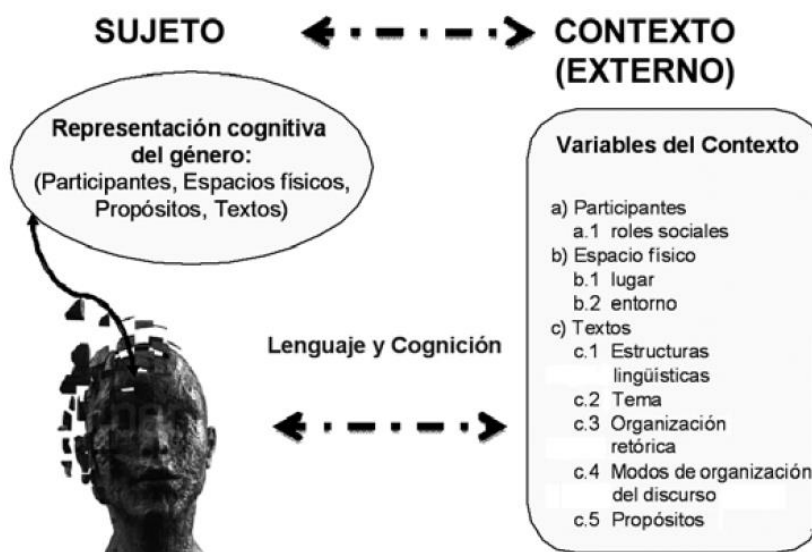 SUJETO
CONTEXTO
(EXTERNO)
Representación cognitiva
del género:
(Participantes, Espacios físicos,
Propósitos, Textos)
Lenguaje y Cognición
Variables del Contexto
a) Participantes
a.1 roles sociales
b) Espacio físico
b.1 lugar
b.2 entorno
c) Textos
c.1 Estructuras
lingüísticas
c.2 Tema
c.3 Organización
retórica
c.4 Modos de organización
del discurso
c.5 Propósitos